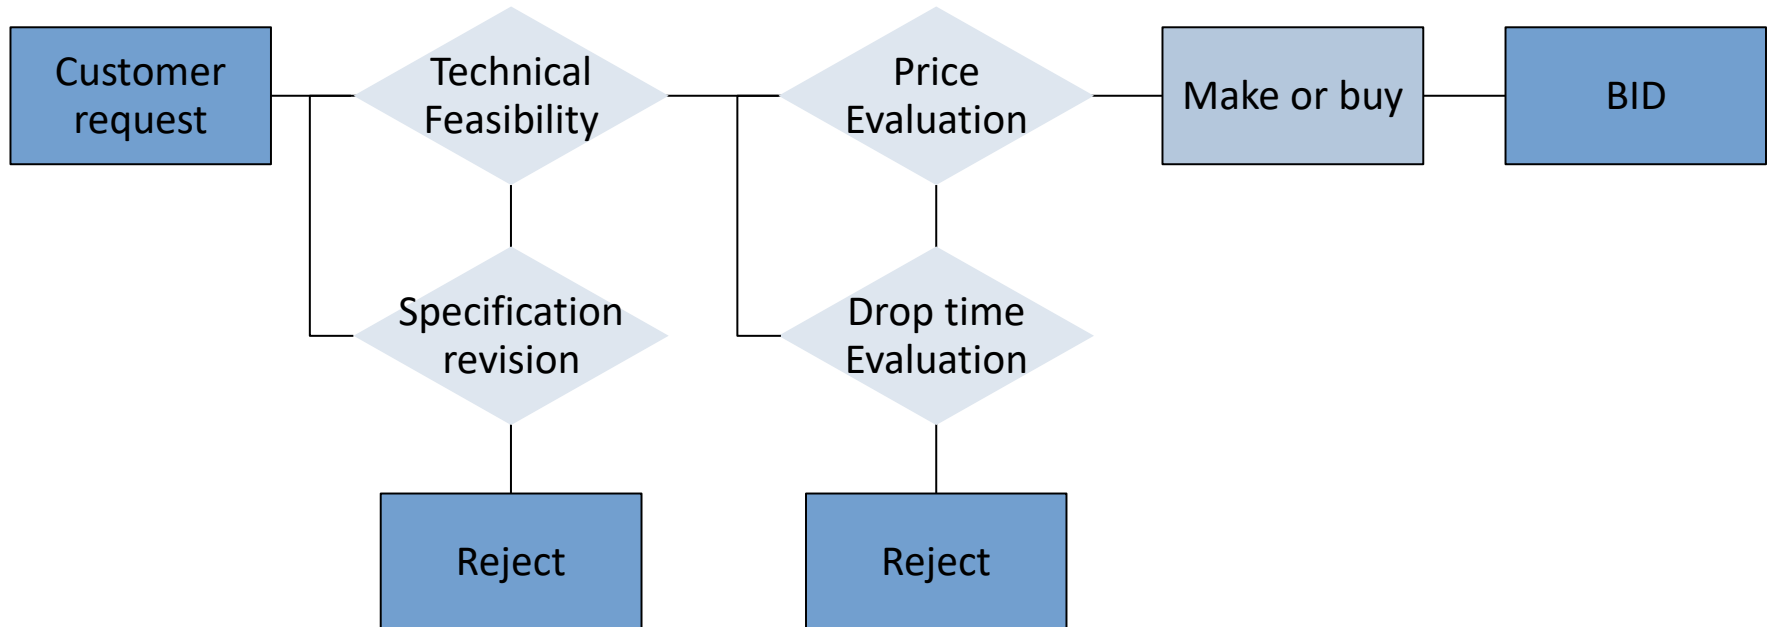 Customer
request
Technical
Feasibility
Price
Evaluation
Make or buy
BID
Specification
revision
Drop time
Evaluation
Reject
Reject